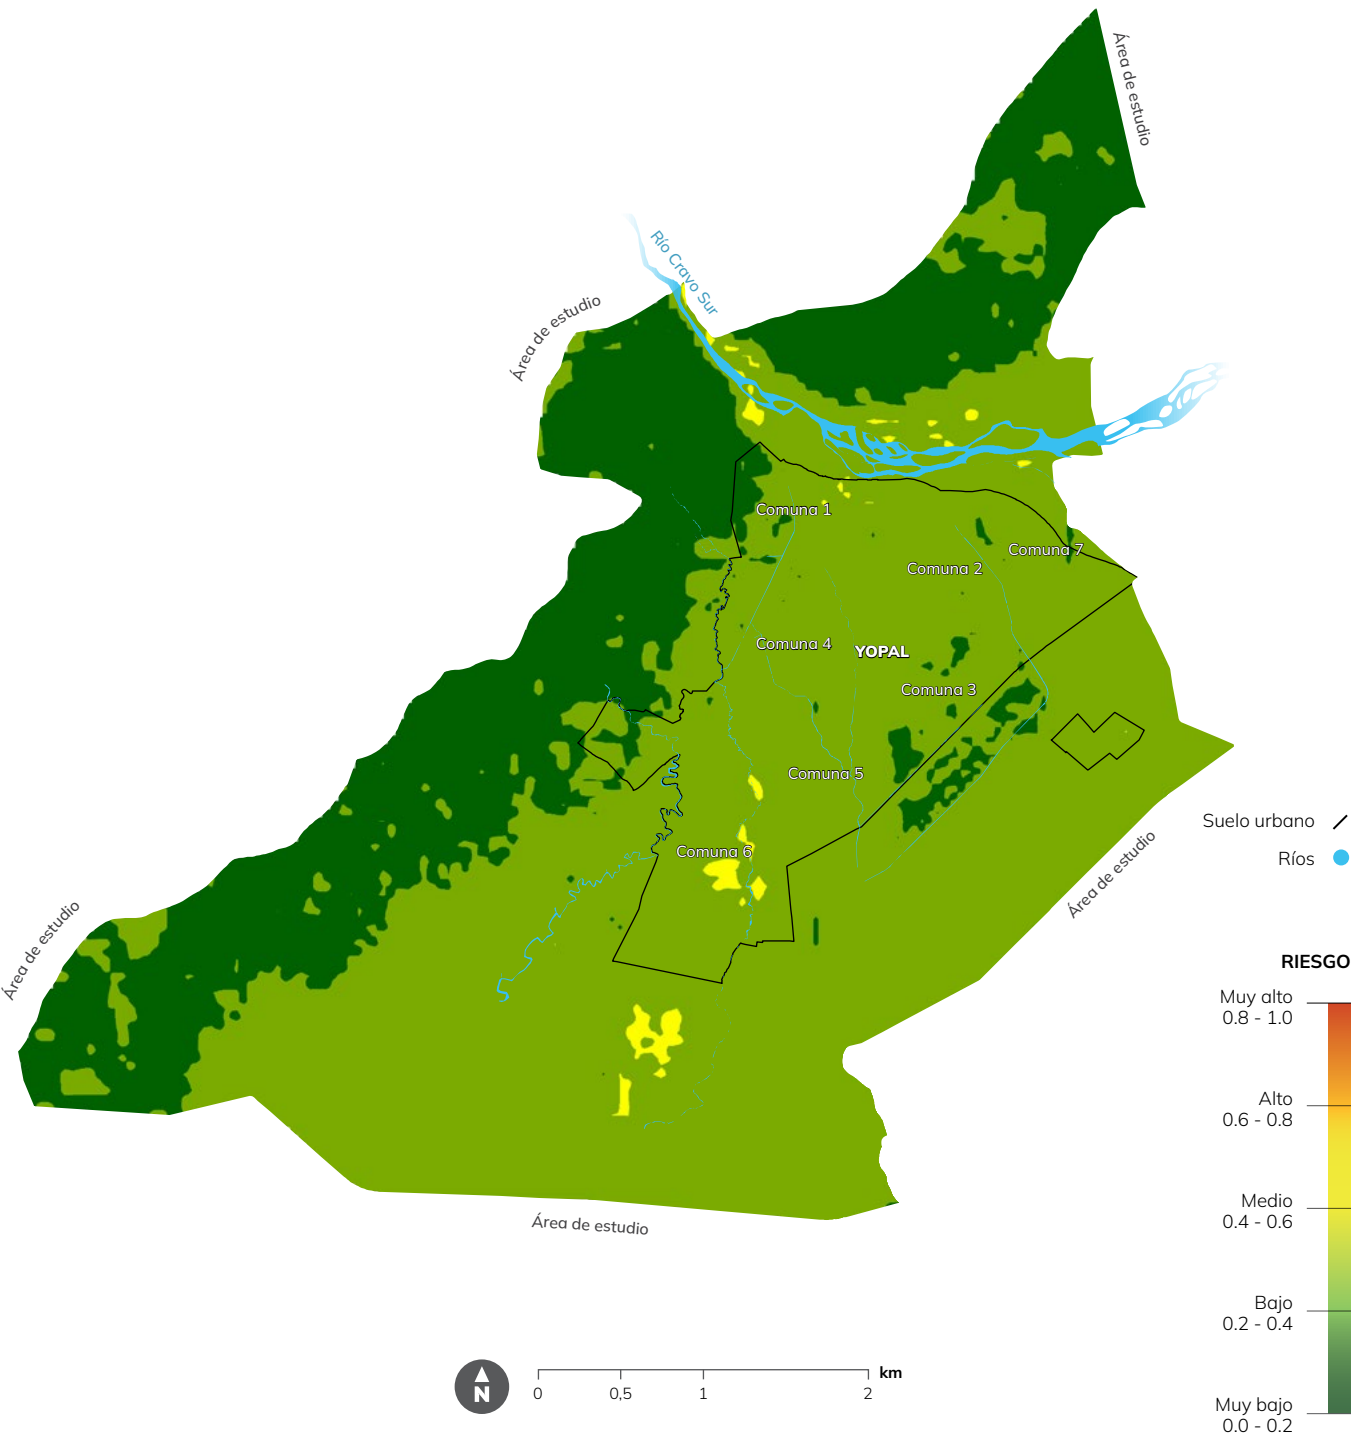 Área de estudio
Río Cravo Sur
Área de estudio
Comuna 1
Comuna 7
Comuna 2
Comuna 4
YOPAL
Comuna 3
Comuna 5
Suelo urbano
Comuna 6
Ríos
Área de estudio
Área de estudio
RIESGO
Muy alto
0.8 - 1.0
Alto
0.6 - 0.8
Medio
0.4 - 0.6
Área de estudio
Bajo
0.2 - 0.4
Muy bajo
0.0 - 0.2
N
km
0 0,5 1 2